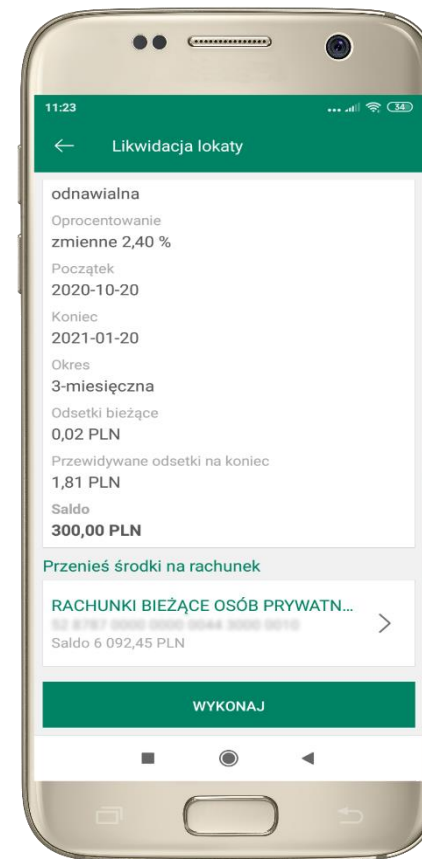 11:23
34
Likwidacja lokaty
odnawialna
Oprocentowanie
zmienne 2,40 %
Początek
2020-10-20
Koniec
2021-01-20
Okres
3-miesięczna
Odsetki bieżące
0,02 PLN
Przewidywane odsetki na koniec
1,81 PLN
Saldo
300,00 PLN
Przenieś środki na rachunek
RACHUNKI BIEŻĄCE OSÓB PRYWATN...
Saldo 6 092,45 PLN
WYKONAJ